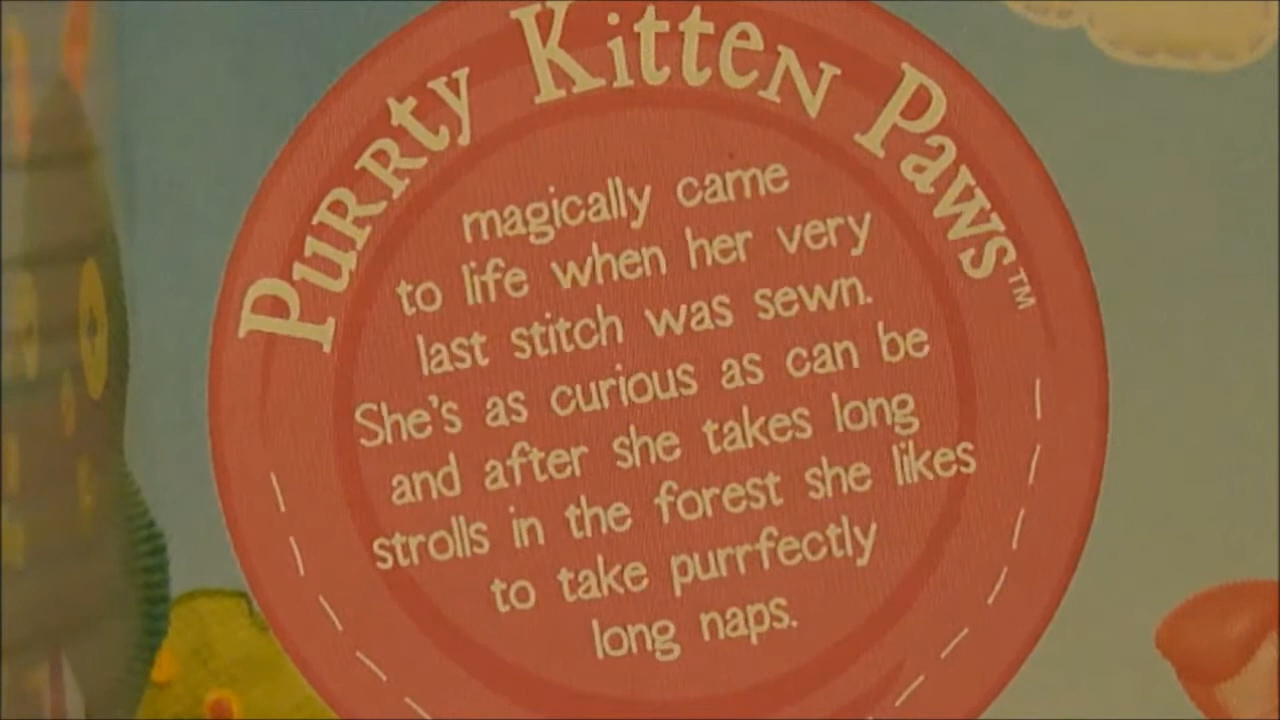 Purrty Kitten Paws™
magically came
to life when her very
last stitch was sewn.
She's as curious as can be
and after she takes long
strolls in the forest she likes
to take purrfectly
long naps.